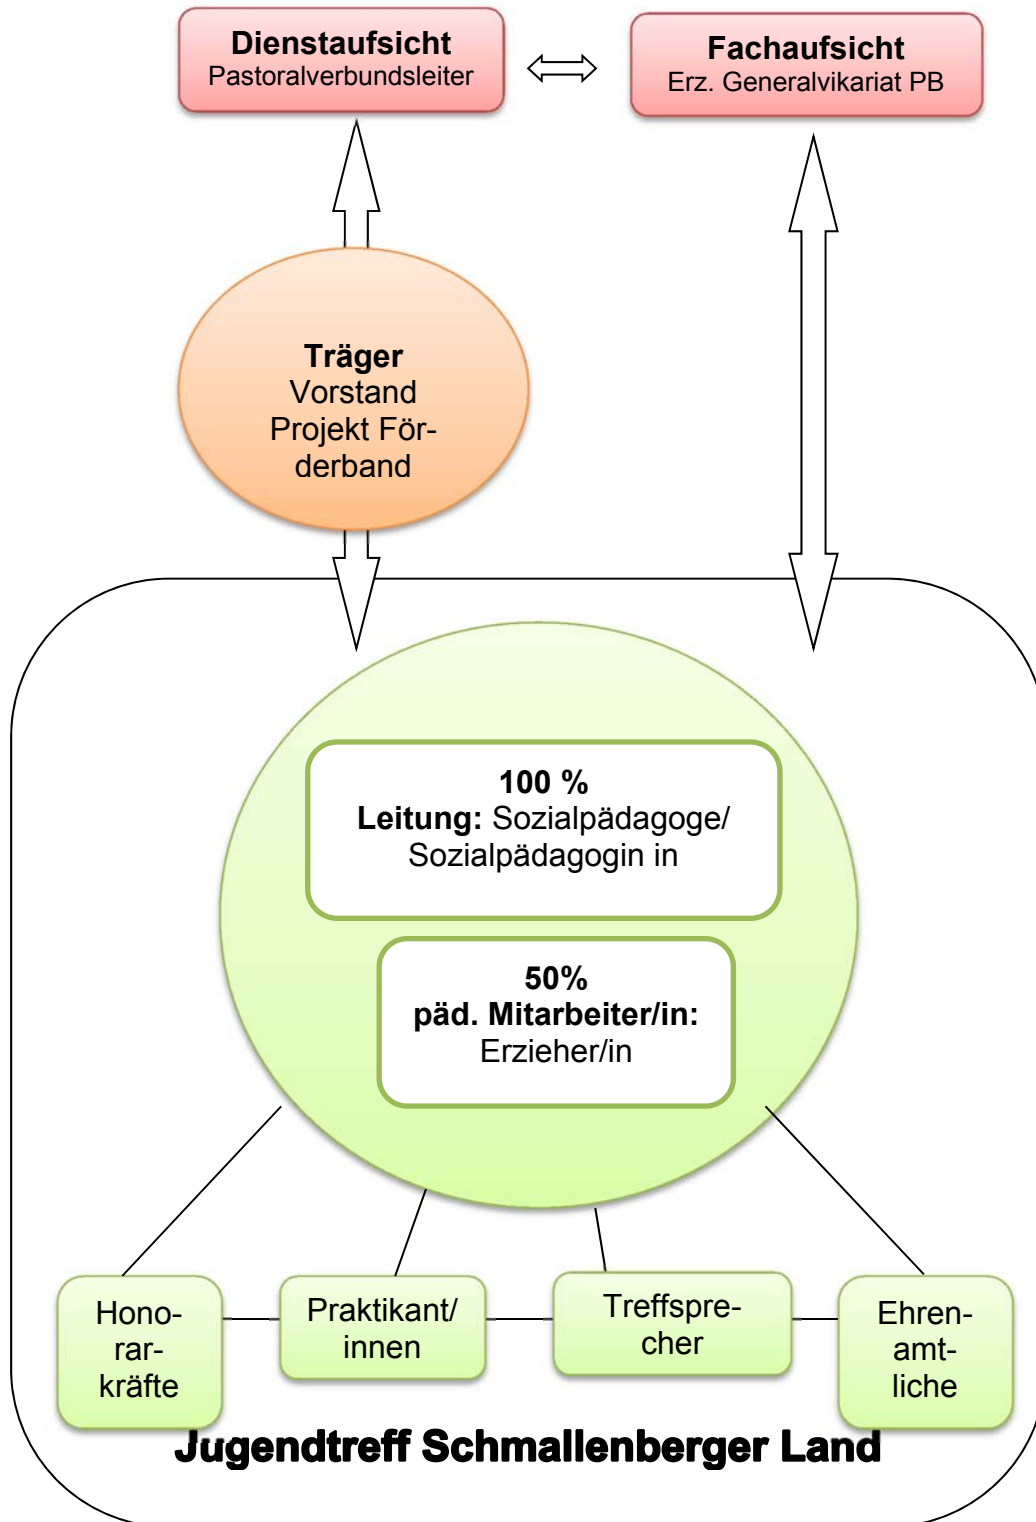 Dienstaufsicht
Pastoralverbundsleiter
Fachaufsicht
Erz. Generalvikariat PB
Träger
Vorstand
Projekt För-
derband
100 %
Leitung: Sozialpädagoge/
Sozialpädagogin in
50%
päd. Mitarbeiter/in:
Erzieher/in
Hono-
rar-
kräfte
Praktikant/
innen
Treffspre-
cher
Ehren-
amt-
liche
Jugendtreff Schmallenberger Land